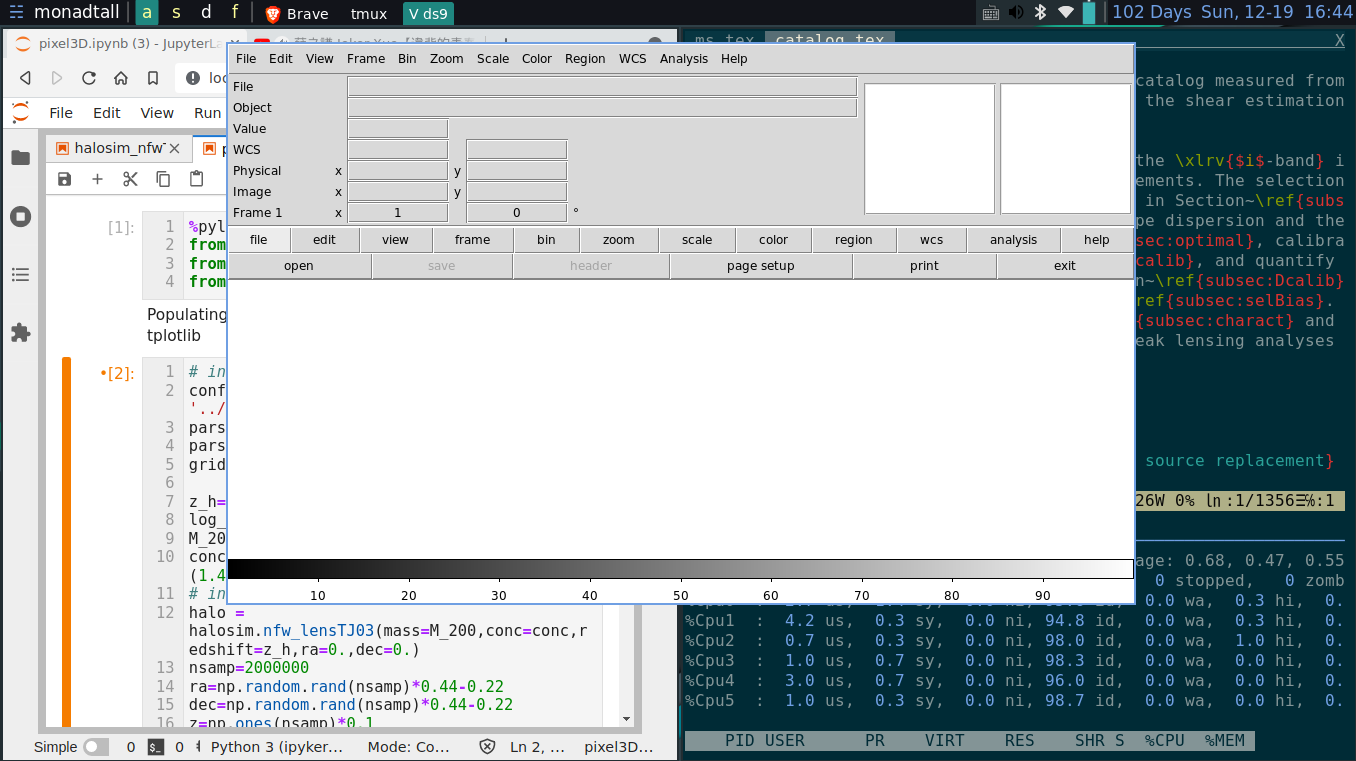 monadtall a s d f Brave tmux V ds9 102 Days Sun, 12-19 16:44
pixel3D.ipynb (3) - JupyterLa
ms.tex catalog.tex X
File Edit View Frame Bin Zoom Scale Color Region WCS Analysis Help
File
Object
Value
WCS
Physical x y
Image x y
Frame 1 x 1 0 °
file edit view frame bin zoom scale color region wcs analysis help
open save header page setup print exit
10 20 30 40 50 60 70 80 90
File Edit View Run
halosim_nfw
[1]:
1 %pyl
2 from
3 from
4 from
Populating
tplotlib
•[2]:
1 # in
2 conf
'../
3 pars
4 pars
5 grid
6
7 z_h=
8 log_
9 M_20
10 conc
(1.4
11 # in
12 halo =
halosim.nfw_lensTJ03(mass=M_200,conc=conc,r
edshift=z_h,ra=0.,dec=0.)
13 nsamp=2000000
14 ra=np.random.rand(nsamp)*0.44-0.22
15 dec=np.random.rand(nsamp)*0.44-0.22
16 z=np.ones(nsamp)*0.1
Simple 0 $_ 0 Python 3 (ipyker... Mode: Co... Ln 2, ... pixel3D...
catalog measured from
the shear estimation
the \xlrv{$i$-band} i
ements. The selection
in Section~\ref{subs
pe dispersion and the
sec:optimal}, calibra
calib}, and quantify
n~\ref{subsec:Dcalib}
ref{subsec:selBias}.
{subsec:charact} and
eak lensing analyses
source replacement}
26W 0% ln :1/1356☰℅:1
age: 0.68, 0.47, 0.55
0 stopped, 0 zomb
0.0 wa, 0.3 hi, 0.
%Cpu1 : 4.2 us, 0.3 sy, 0.0 ni, 94.8 id, 0.0 wa, 0.3 hi, 0.
%Cpu2 : 0.7 us, 0.3 sy, 0.0 ni, 98.0 id, 0.0 wa, 1.0 hi, 0.
%Cpu3 : 1.0 us, 0.7 sy, 0.0 ni, 98.3 id, 0.0 wa, 0.0 hi, 0.
%Cpu4 : 3.0 us, 0.7 sy, 0.0 ni, 96.0 id, 0.0 wa, 0.0 hi, 0.
%Cpu5 : 1.0 us, 0.3 sy, 0.0 ni, 98.7 id, 0.0 wa, 0.0 hi, 0.
PID USER PR VIRT RES SHR S %CPU %MEM